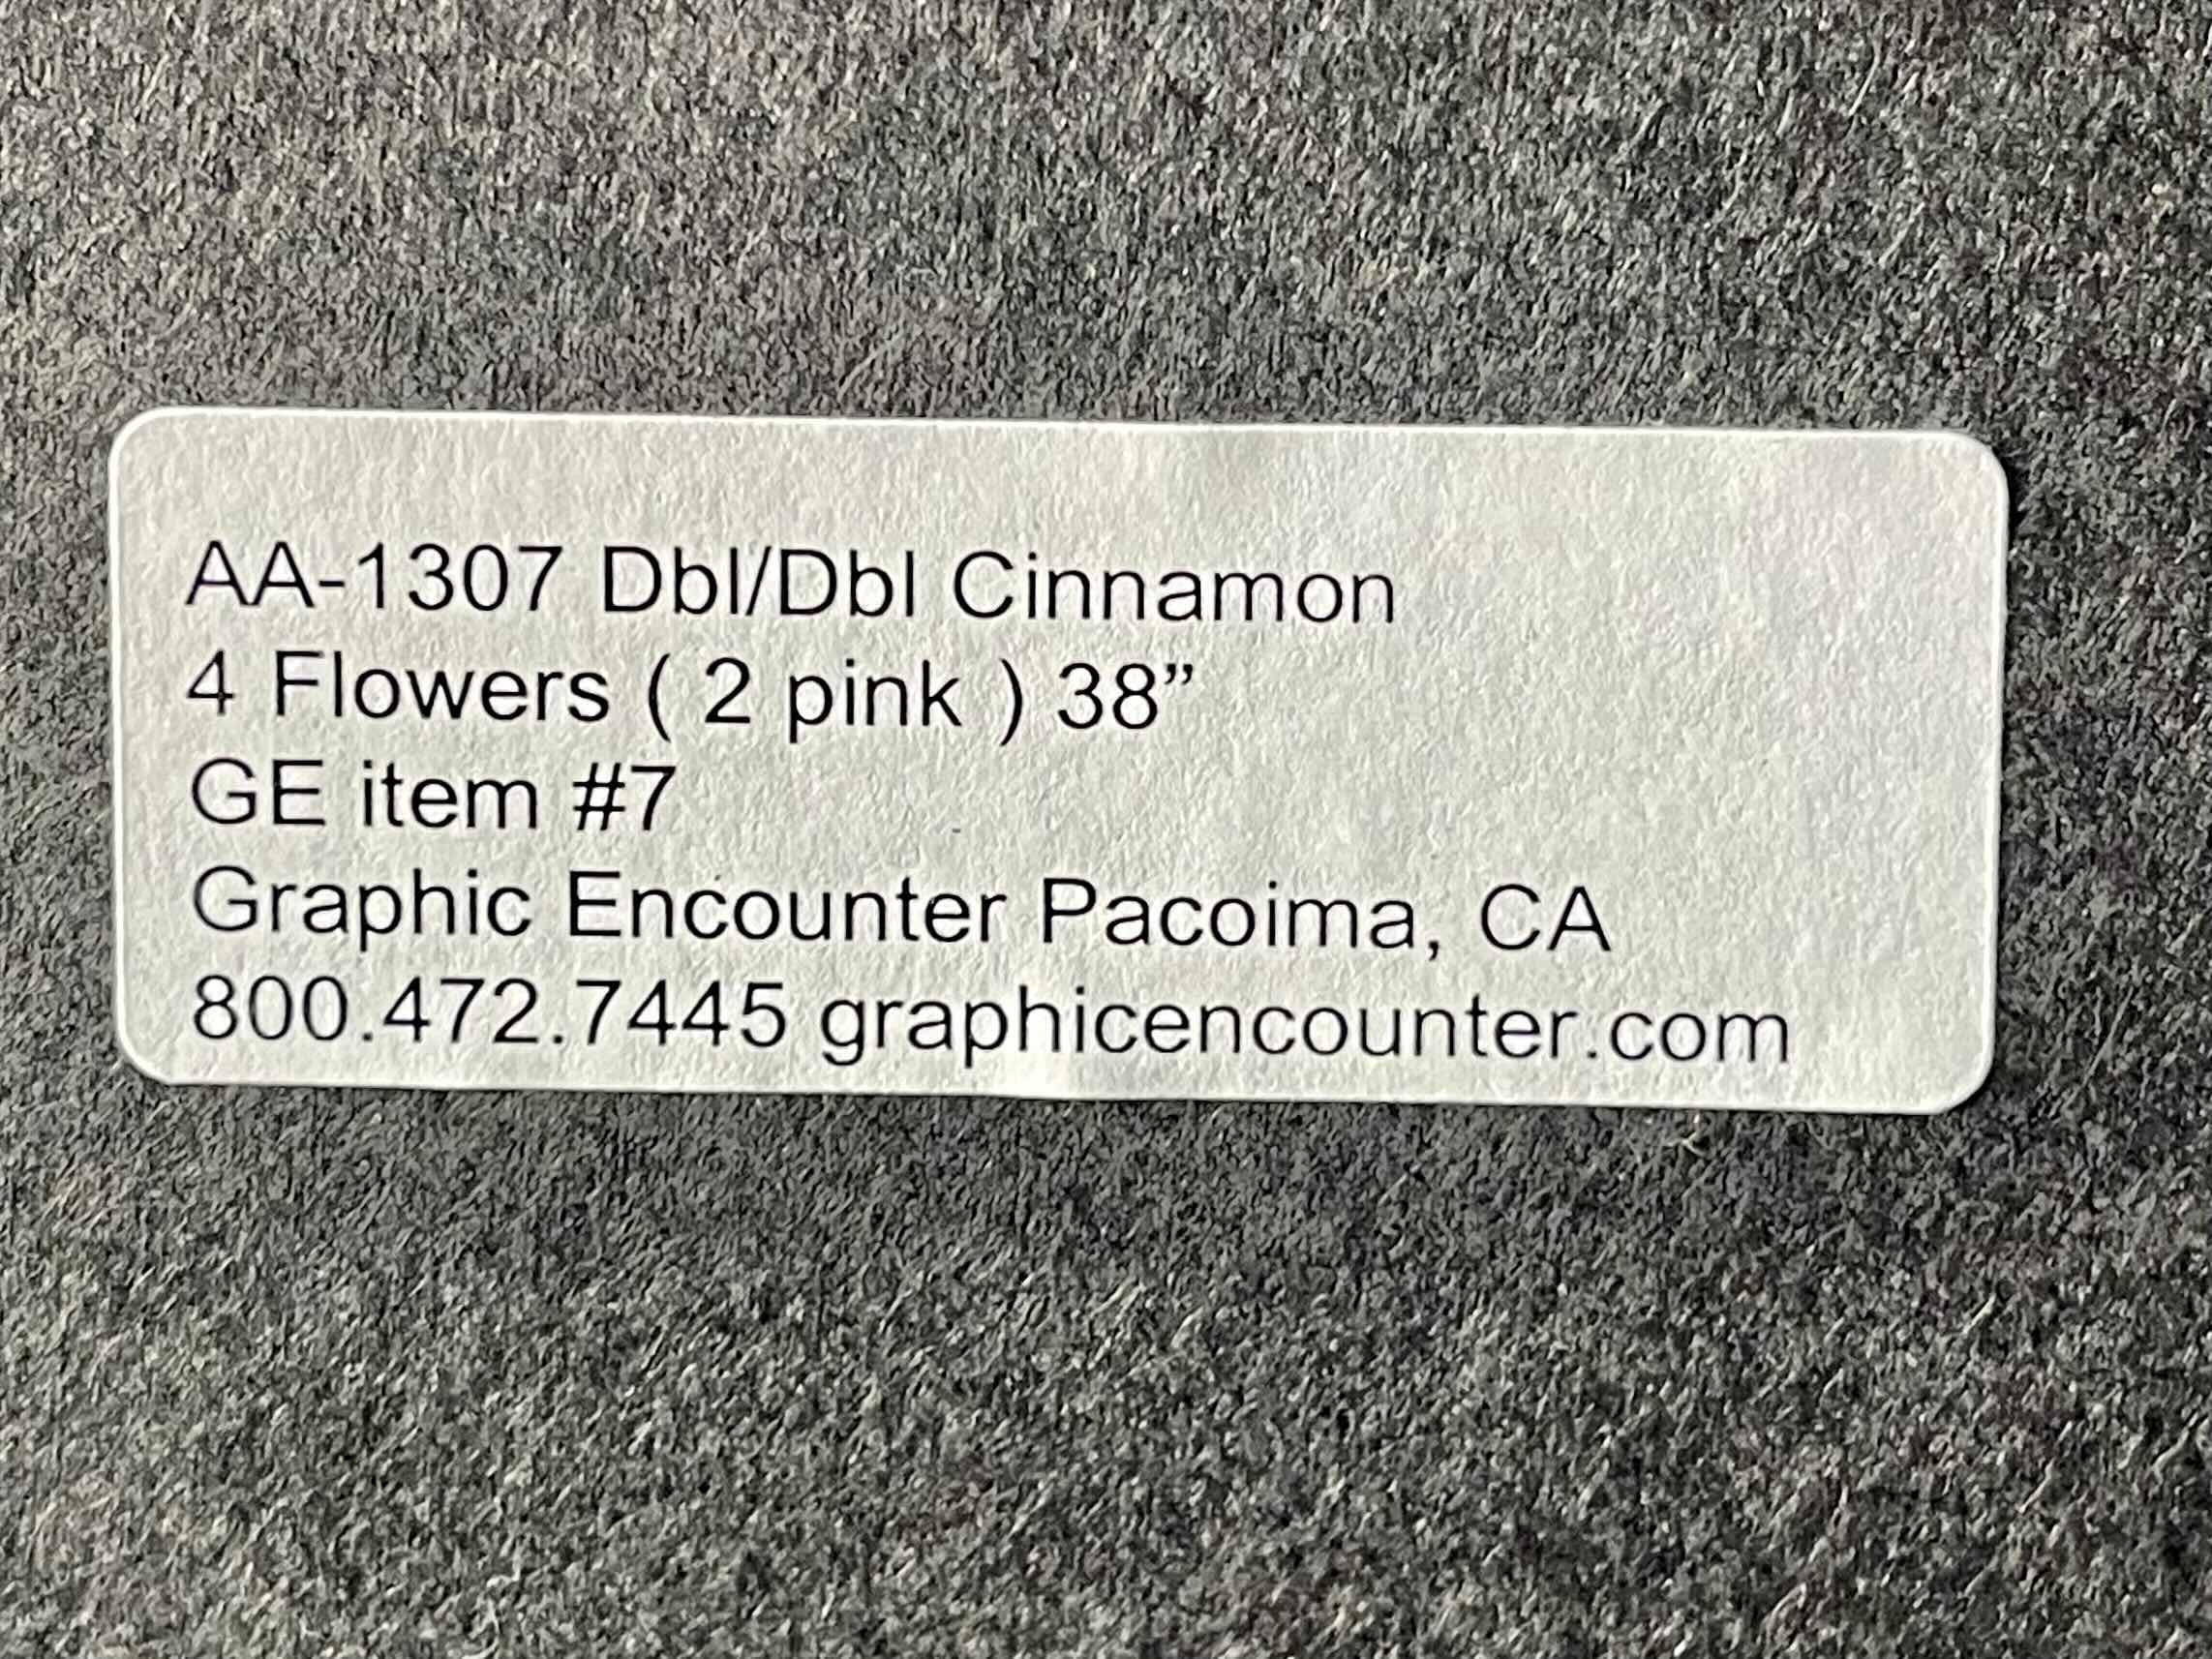 AA-1307 Dbl/Dbl Cinnamon
4 Flowers ( 2 pink ) 38”
GE item #7
Graphic Encounter Pacoima, CA
800.472.7445 graphicencounter.com